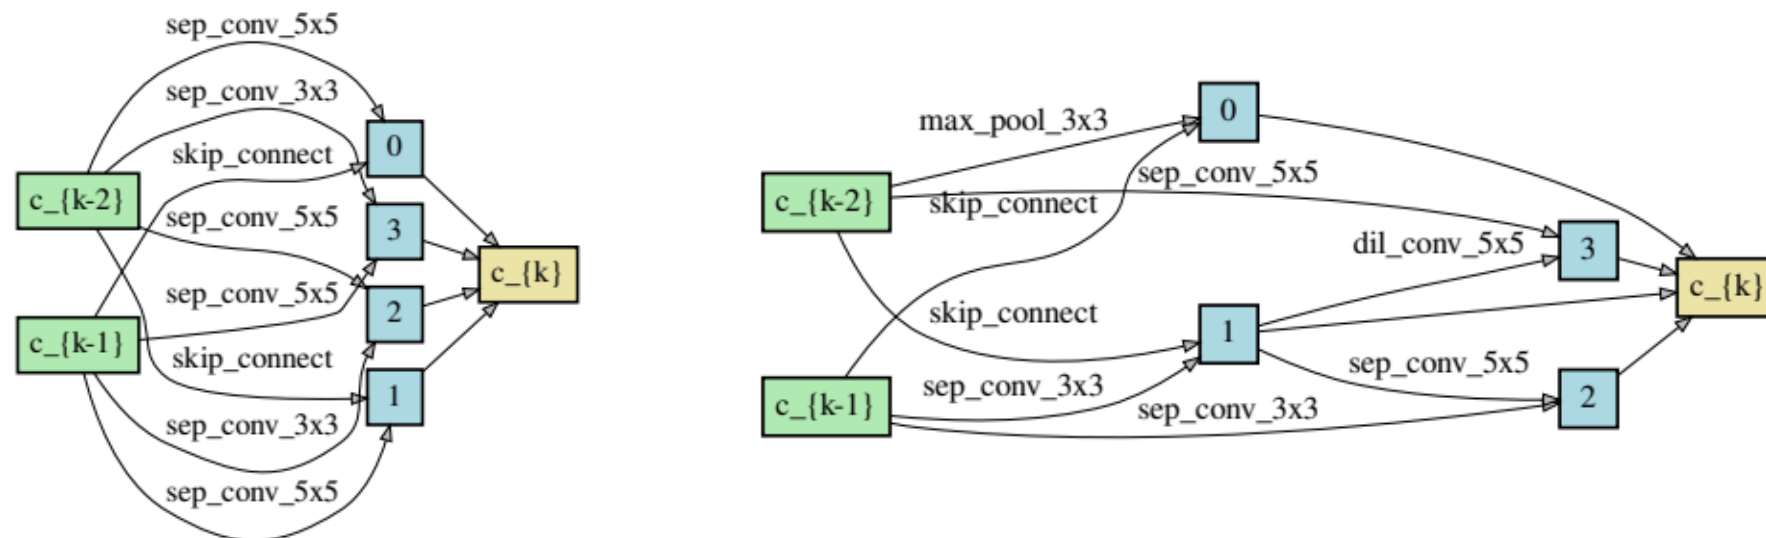 sep_conv_5x5
sep_conv_3x3
skip_connect
0
c_{k-2}
sep_conv_5x5
3
c_{k}
sep_conv_5x5
2
c_{k-1}
skip_connect
1
sep_conv_3x3
sep_conv_5x5
0
max_pool_3x3
sep_conv_5x5
c_{k-2}
skip_connect
dil_conv_5x5
3
c_{k}
skip_connect
1
sep_conv_5x5
sep_conv_3x3
2
c_{k-1}
sep_conv_3x3